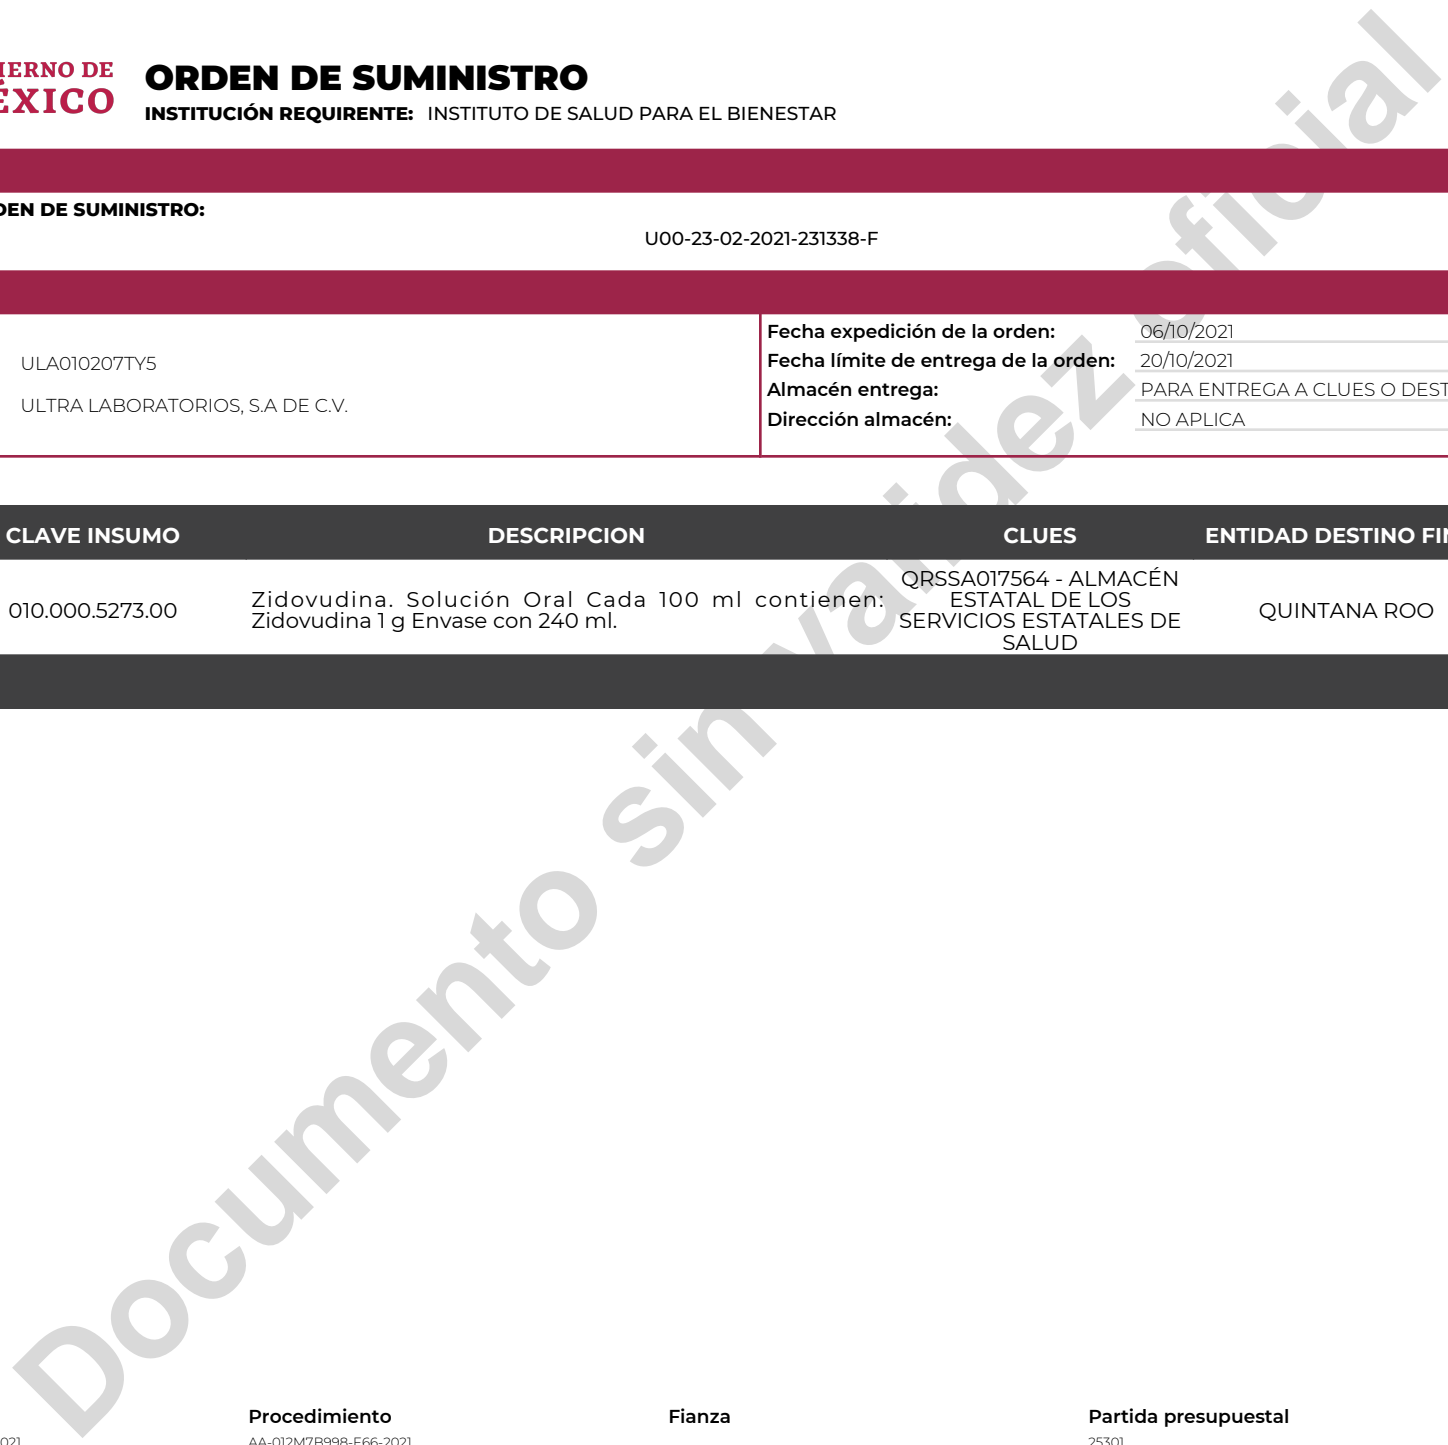 IERNO DE
ÉXICO
ORDEN DE SUMINISTRO
INSTITUCIÓN REQUIRENTE: INSTITUTO DE SALUD PARA EL BIENESTAR
DEN DE SUMINISTRO:
U00-23-02-2021-231338-F
ULA010207TY5
ULTRA LABORATORIOS, S.A DE C.V.
Fecha expedición de la orden: 06/10/2021
Fecha límite de entrega de la orden: 20/10/2021
Almacén entrega: PARA ENTREGA A CLUES O DEST
Dirección almacén: NO APLICA
CLAVE INSUMO DESCRIPCION CLUES ENTIDAD DESTINO FIN
010.000.5273.00
Zidovudina. Solución Oral Cada 100 ml contienen:
Zidovudina 1 g Envase con 240 ml.
QRSSA017564 - ALMACÉN
ESTATAL DE LOS
SERVICIOS ESTATALES DE
SALUD
QUINTANA ROO
Documento sin validez oficial
Procedimiento Fianza Partida presupuestal
021 AA-012M7B998-E66-2021 25301